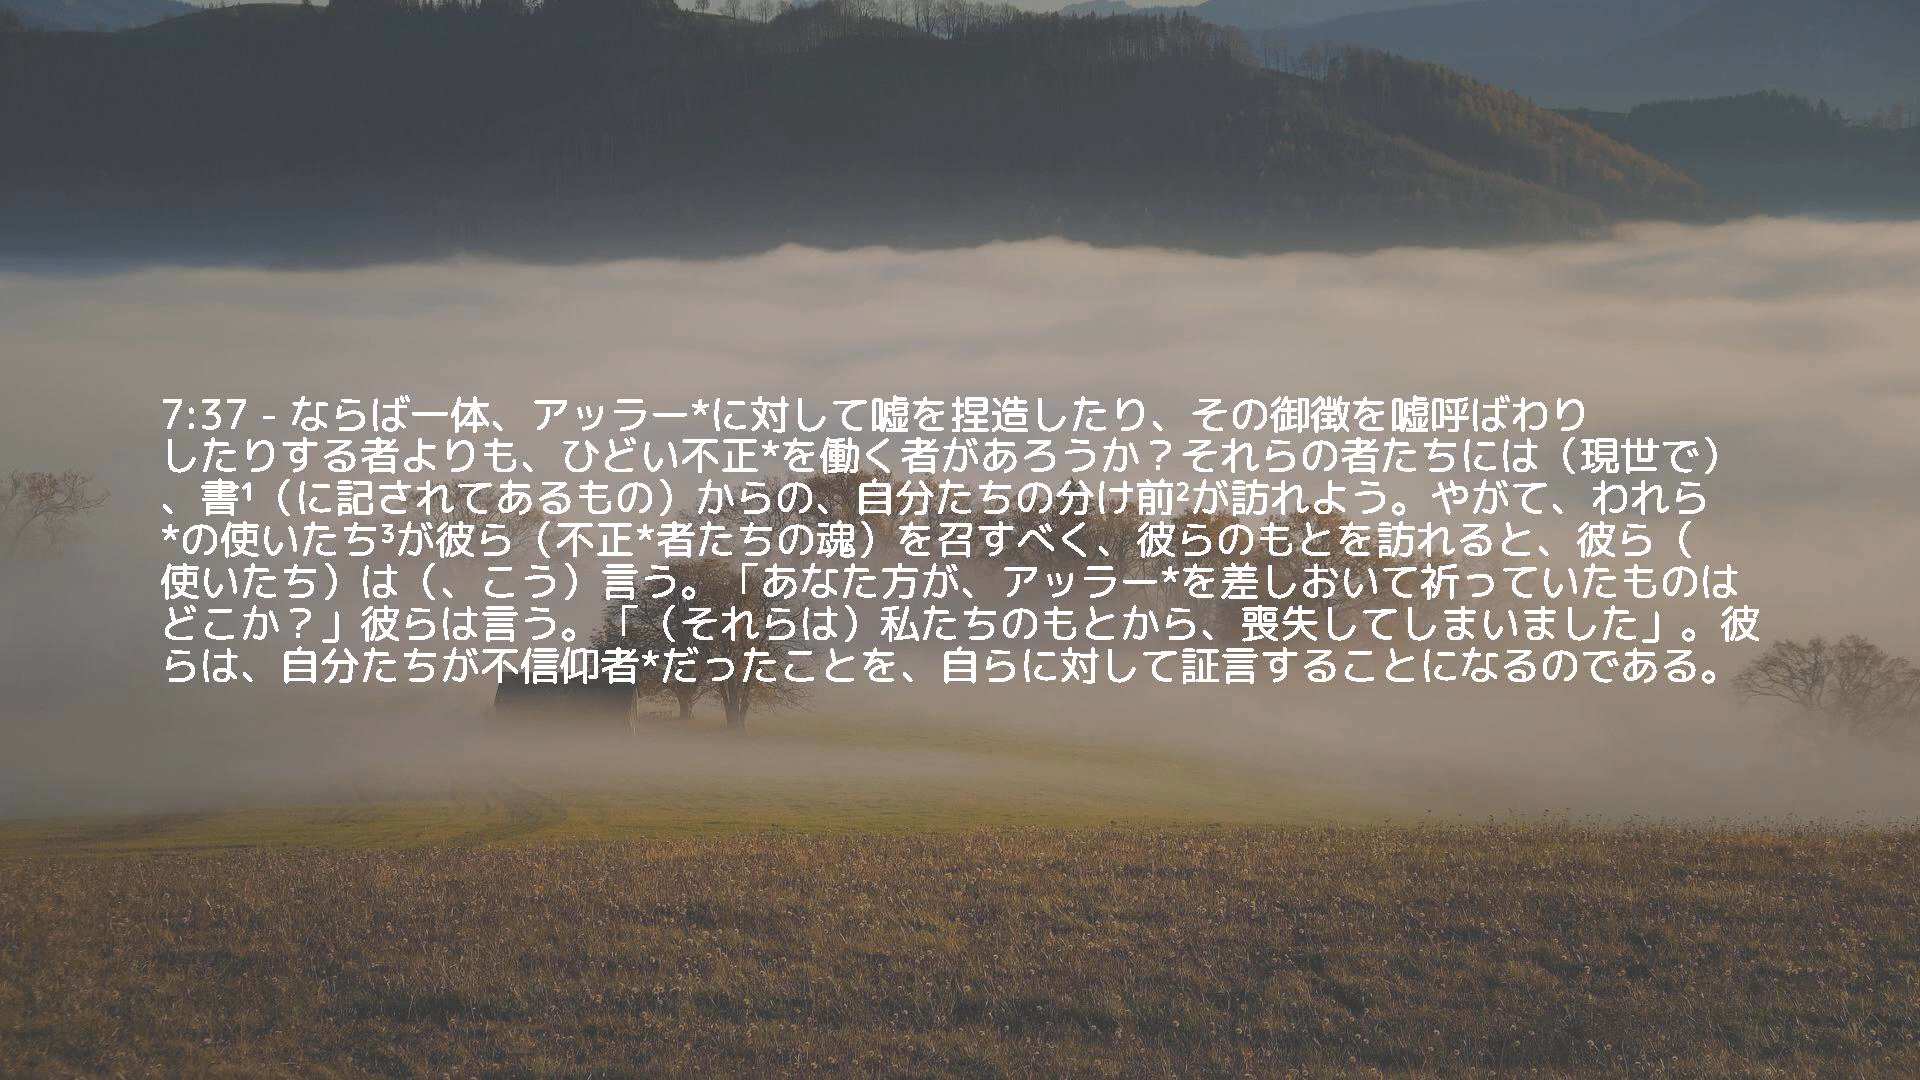 7:37 - ならば一体、アッラー*に対して嘘を捏造したり、その御徴を嘘呼ばわり
したりする者よりも、ひどい不正*を働く者があろうか？それらの者たちには（現世で）
、書¹（に記されてあるもの）からの、自分たちの分け前²が訪れよう。やがて、われら
*の使いたち³が彼ら（不正*者たちの魂）を召すべく、彼らのもとを訪れると、彼ら（
使いたち）は（、こう）言う。「あなた方が、アッラー*を差しおいて祈っていたものは
どこか？」彼らは言う。「（それらは）私たちのもとから、喪失してしまいました」。彼
らは、自分たちが不信仰者*だったことを、自らに対して証言することになるのである。